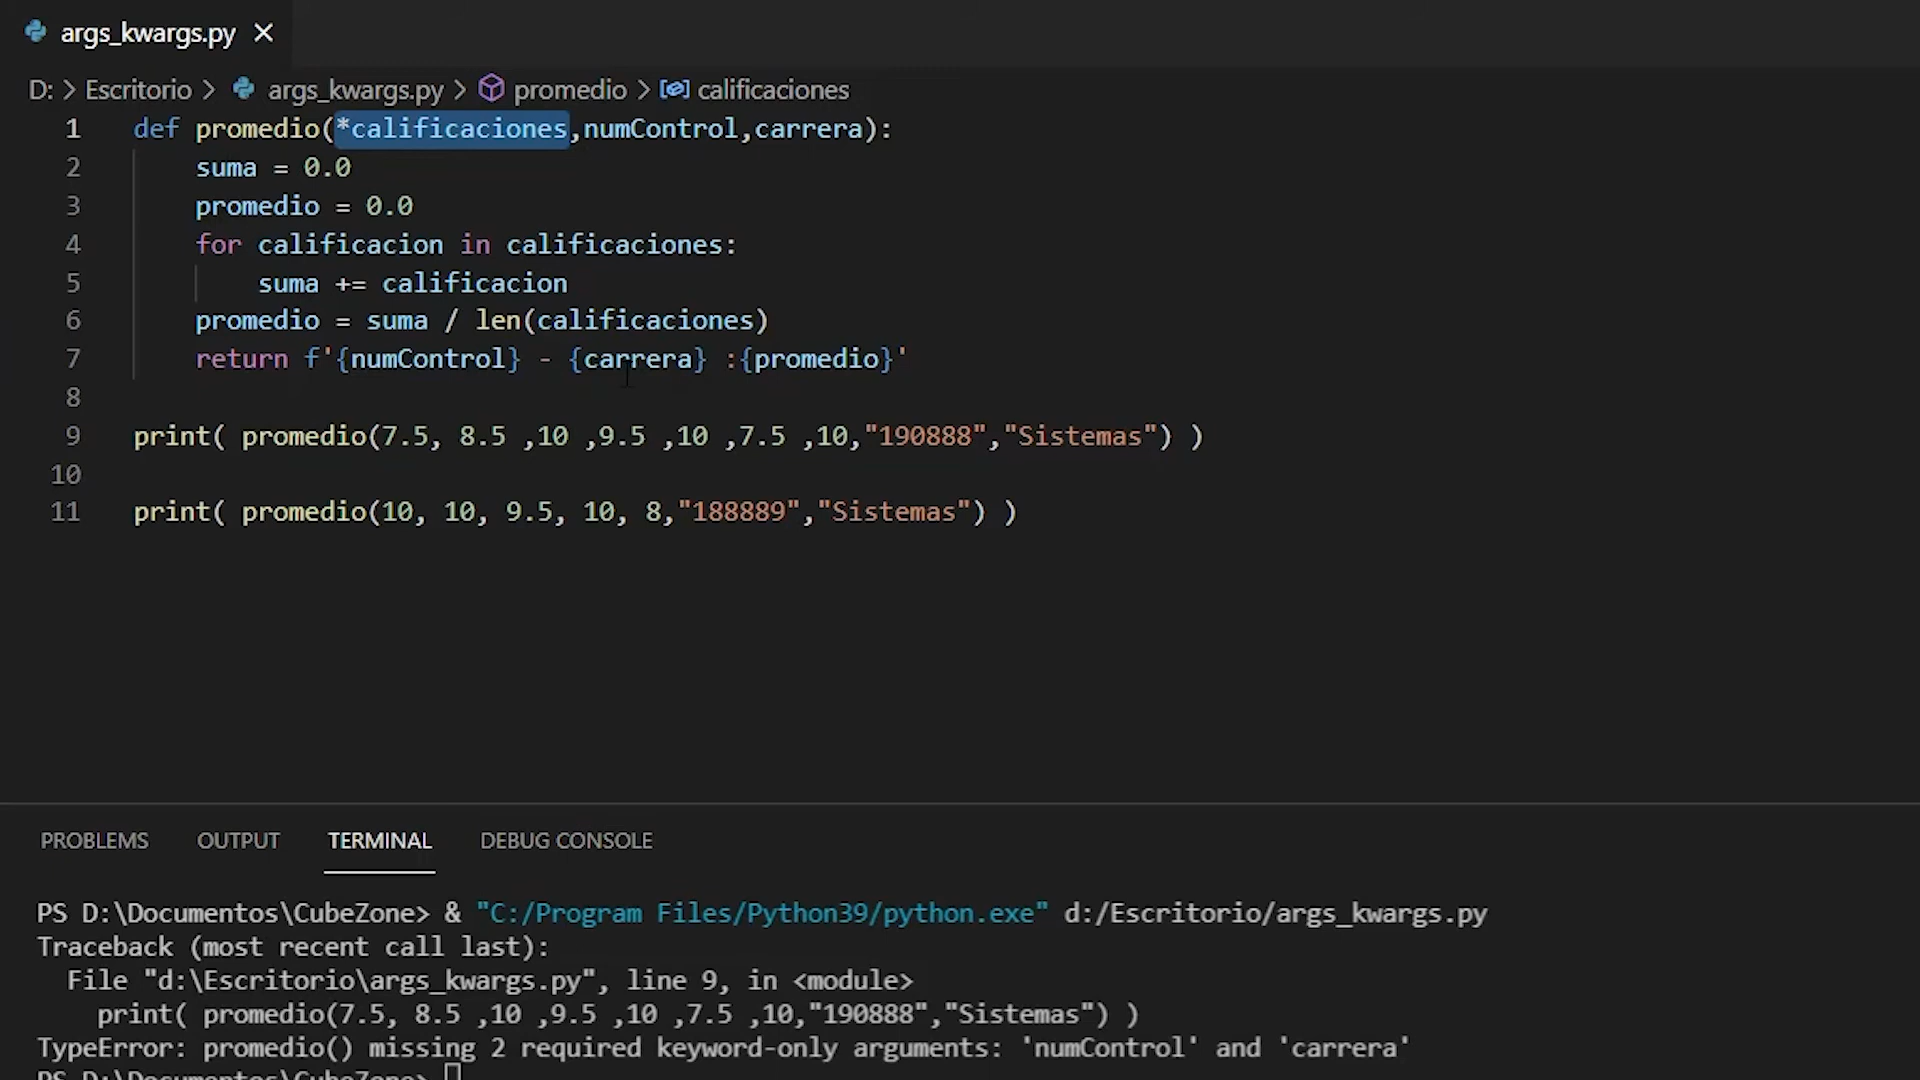 args_kwargs.py
D: > Escritorio > args_kwargs.py > promedio > calificaciones
1 def promedio(*calificaciones,numControl,carrera):
2 suma = 0.0
3 promedio = 0.0
4 for calificacion in calificaciones:
5 suma += calificacion
6 promedio = suma / len(calificaciones)
7 return f'{numControl} - {carrera} :{promedio}'
8
9 print( promedio(7.5, 8.5 ,10 ,9.5 ,10 ,7.5 ,10,"190888","Sistemas") )
10
11 print( promedio(10, 10, 9.5, 10, 8,"188889","Sistemas") )
PROBLEMS OUTPUT TERMINAL DEBUG CONSOLE
PS D:\Documentos\CubeZone> & "C:/Program Files/Python39/python.exe" d:/Escritorio/args_kwargs.py
Traceback (most recent call last):
File "d:\Escritorio\args_kwargs.py", line 9, in <module>
print( promedio(7.5, 8.5 ,10 ,9.5 ,10 ,7.5 ,10,"190888","Sistemas") )
TypeError: promedio() missing 2 required keyword-only arguments: 'numControl' and 'carrera'
PS D:\Documentos\CubeZone>